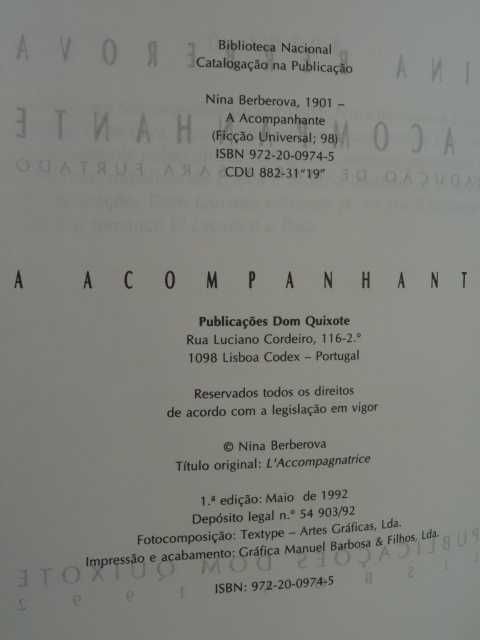 Biblioteca Nacional
Catalogação na Publicação
Nina Berberova, 1901 –
A Acompanhante
(Ficção Universal; 98)
ISBN 972-20-0974-5
CDU 882-31"19"
A ACOMPANHANT
Publicações Dom Quixote
Rua Luciano Cordeiro, 116-2.°
1098 Lisboa Codex – Portugal
Reservados todos os direitos
de acordo com a legislação em vigor
© Nina Berberova
Título original: L'Accompagnatrice
1.ª edição: Maio de 1992
Depósito legal n.° 54 903/92
Fotocomposição: Textype – Artes Gráficas, Lda.
Impressão e acabamento: Gráfica Manuel Barbosa & Filhos, Lda.
ISBN: 972-20-0974-5